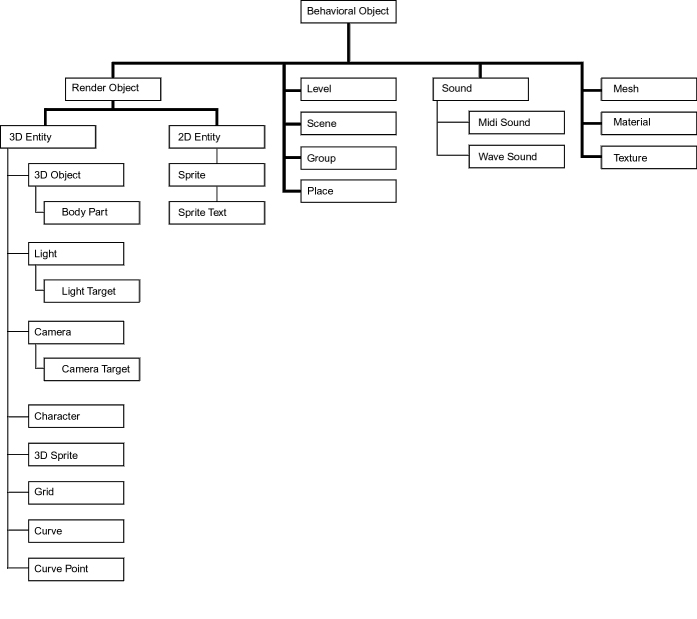 Behavioral Object
Render Object
3D Entity
3D Object
Body Part
Light
Light Target
Camera
Camera Target
Character
3D Sprite
Grid
Curve
Curve Point
2D Entity
Sprite
Sprite Text
Level
Scene
Group
Place
Sound
Midi Sound
Wave Sound
Mesh
Material
Texture